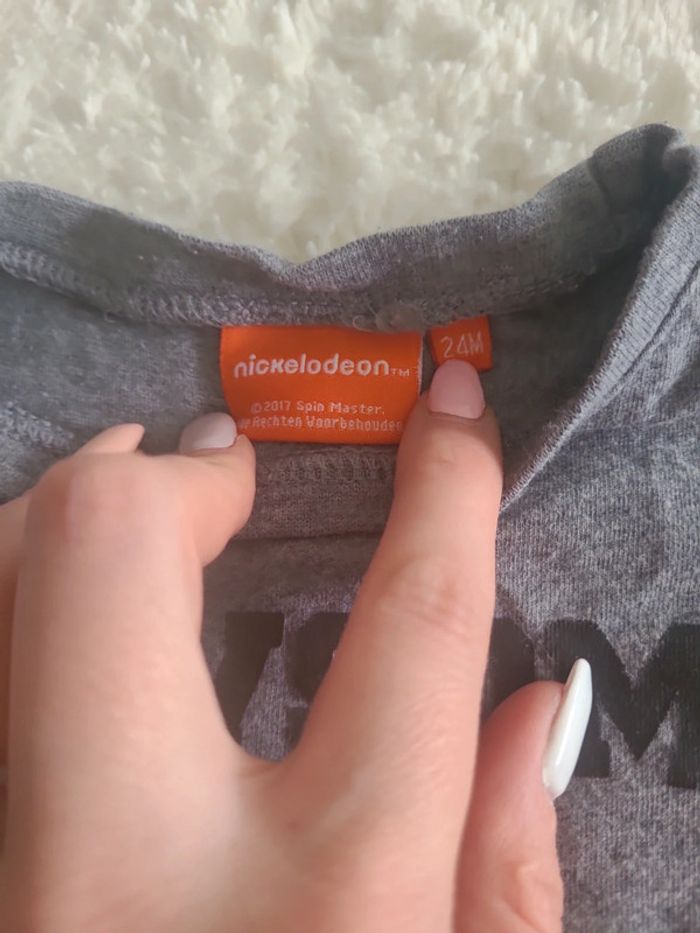 nickelodeon™
24M
©2017 Spin Master.
Rechten Voorbehouden